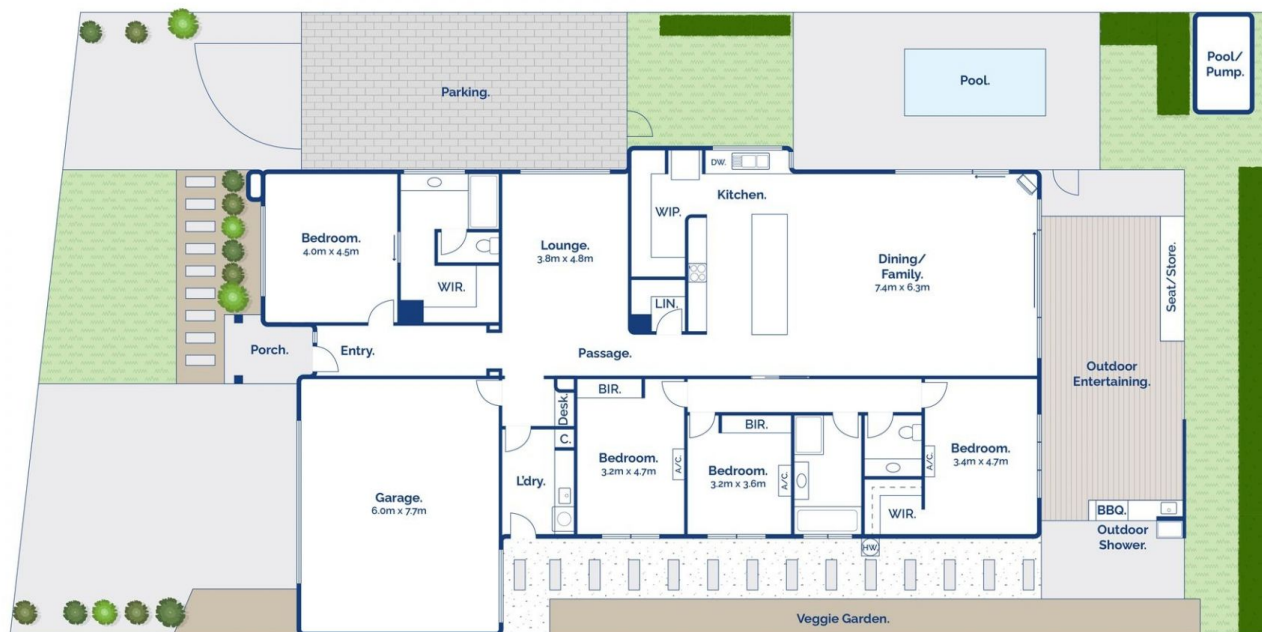 Parking.
Pool.
Pool/
Pump.
DW.
Kitchen.
WIP.
Bedroom.
4.0m x 4.5m
Lounge.
3.8m x 4.8m
WIR.
LIN.
Dining/
Family.
7.4m x 6.3m
Seat/Store.
Porch.
Entry.
Passage.
Outdoor
Entertaining.
BIR.
Desk.
C.
BIR.
Bedroom.
3.2m x 4.7m
A/C.
Bedroom.
3.2m x 3.6m
A/C.
A/C.
Bedroom.
3.4m x 4.7m
Garage.
6.0m x 7.7m
L'dry.
WIR.
HW.
BBQ.
Outdoor
Shower.
Veggie Garden.